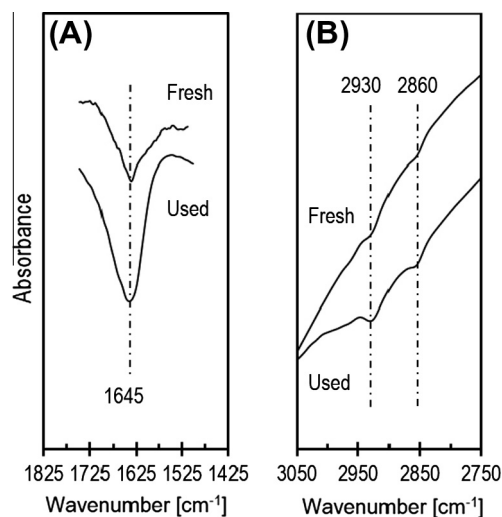 (A)
Fresh
Used
1645
Absorbance
1825 1725 1625 1525 1425
Wavenumber [cm⁻¹]
(B)
2930 2860
Fresh
Used
3050 2950 2850 2750
Wavenumber [cm⁻¹]